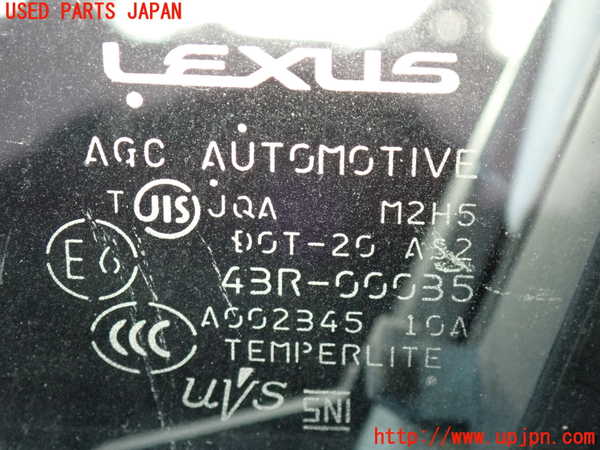 USED PARTS JAPAN
LEXUS
AGC AUTOMOTIVE
T JIS JQA M2H5
E6 DOT-20 AS2
43R-00035
CCC A002345 10A
TEMPERLITE
UVS SNI
http://www.upjpn.com